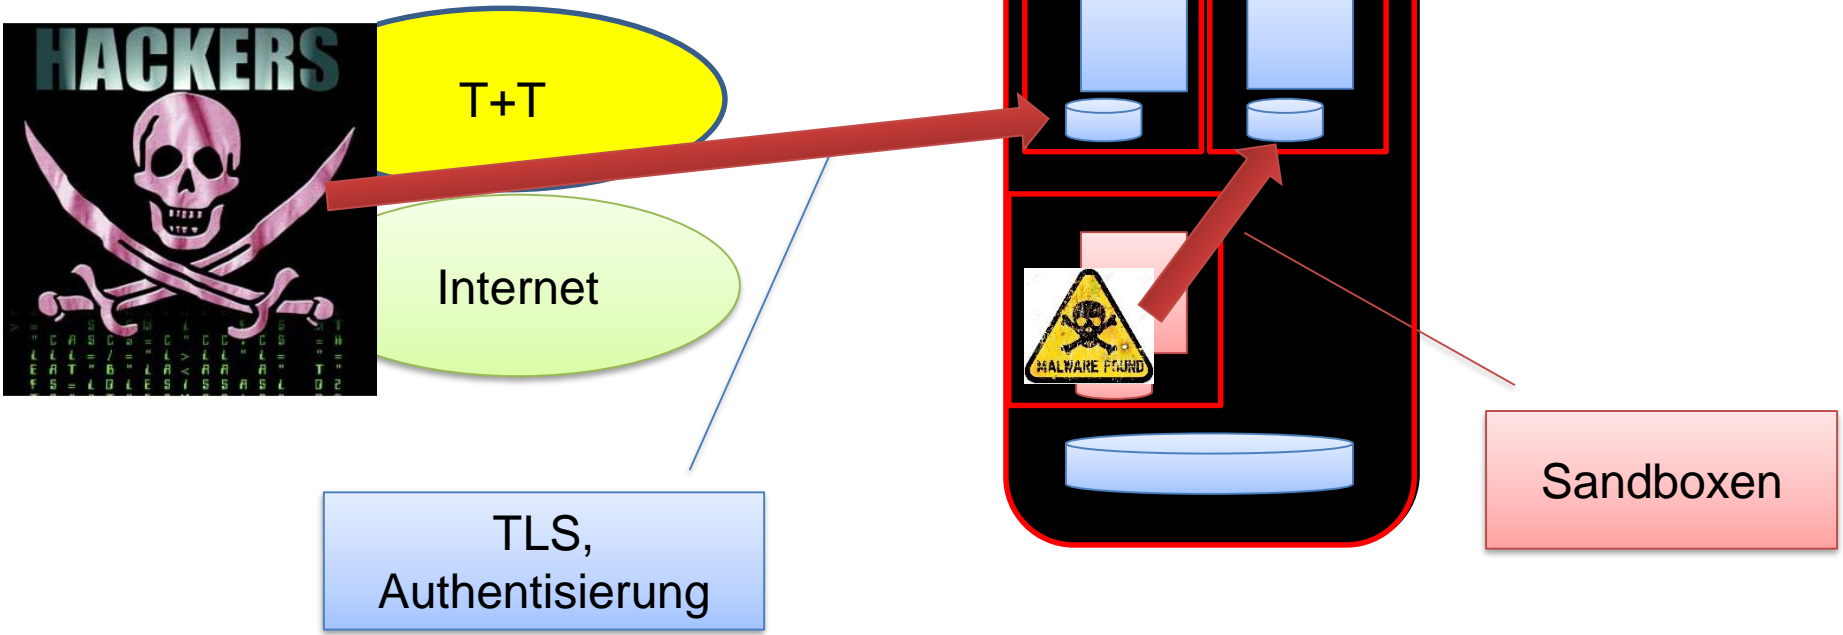 HACKERS
T+T
Internet
MALWARE FOUND
TLS,
Authentisierung
Sandboxen